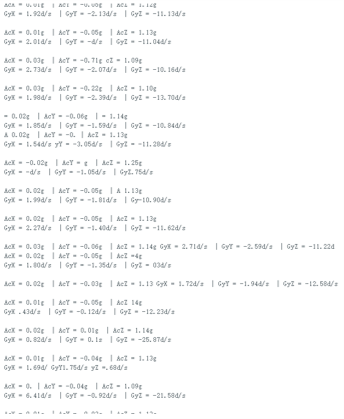 AcX = 0.01g | AcY = -0.05g | AcZ = 1.12g
GyX = 1.92d/s | GyY = -2.13d/s | GyZ = -11.13d/s
AcX = 0.01g | AcY = -0.05g | AcZ = 1.13g
GyX = 2.01d/s | GyY = -d/s | GyZ = -11.04d/s
AcX = 0.03g | AcY = -0.71g cZ = 1.09g
GyX = 2.73d/s | GyY = -2.07d/s | GyZ = -10.16d/s
AcX = 0.03g | AcY = -0.22g | AcZ = 1.10g
GyX = 1.98d/s | GyY = -2.39d/s | GyZ = -13.70d/s
= 0.02g | AcY = -0.06g | = 1.14g
GyX = 1.85d/s | GyY = -1.59d/s | GyZ = -10.84d/s
A 0.02g | AcY = -0. | AcZ = 1.13g
GyX = 1.54d/s yY = -3.05d/s | GyZ = -11.28d/s
AcX = -0.02g | AcY = g | AcZ = 1.25g
GyX = -d/s | GyY = -1.05d/s | GyZ.75d/s
AcX = 0.02g | AcY = -0.05g | A 1.13g
GyX = 1.99d/s | GyY = -1.81d/s | Gy-10.90d/s
AcX = 0.02g | AcY = -0.05g | AcZ = 1.13g
GyX = 2.27d/s | GyY = -1.40d/s | GyZ = -11.62d/s
AcX = 0.03g | AcY = -0.06g | AcZ = 1.14g GyX = 2.71d/s | GyY = -2.59d/s | GyZ = -11.22d
AcX = 0.02g | AcY = -0.05g | AcZ =4g
GyX = 1.80d/s | GyY = -1.35d/s | GyZ = 03d/s
AcX = 0.02g | AcY = -0.03g | AcZ = 1.13 GyX = 1.72d/s | GyY = -1.94d/s | GyZ = -12.58d/s
AcX = 0.01g | AcY = -0.05g | AcZ 14g
GyX .43d/s | GyY = -0.12d/s | GyZ = -12.23d/s
AcX = 0.02g | AcY = 0.01g | AcZ = 1.14g
GyX = 0.82d/s | GyY = 0.1s | GyZ = -25.87d/s
AcX = 0.01g | AcY = -0.04g | AcZ = 1.13g
GyX = 1.69d/ GyY1.75d/s yZ =.68d/s
AcX = 0. | AcY = -0.04g | AcZ = 1.09g
GyX = 6.41d/s | GyY = -0.92d/s | GyZ = -21.58d/s